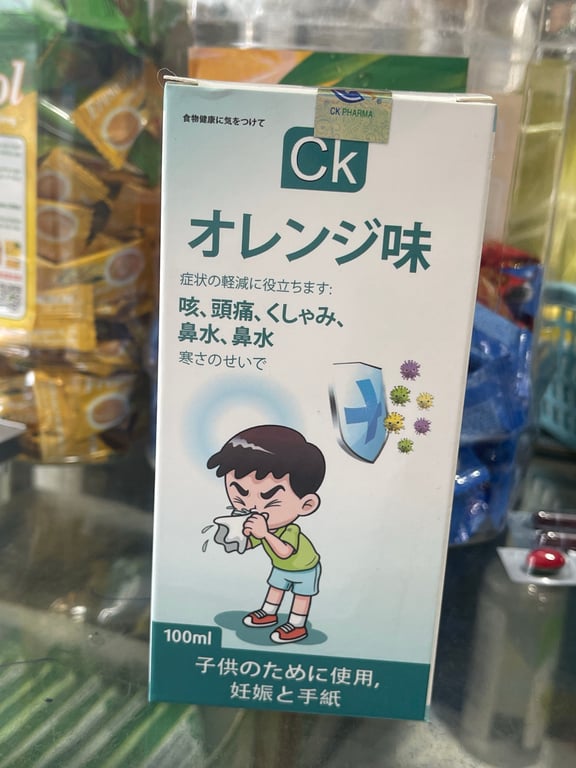 食物健康に気をつけて
CK PHARMA
Ck
オレンジ味
症状の軽減に役立ちます:
咳、頭痛、くしゃみ、
鼻水、鼻水
寒さのせいで
100ml
子供のために使用,
妊娠と手紙